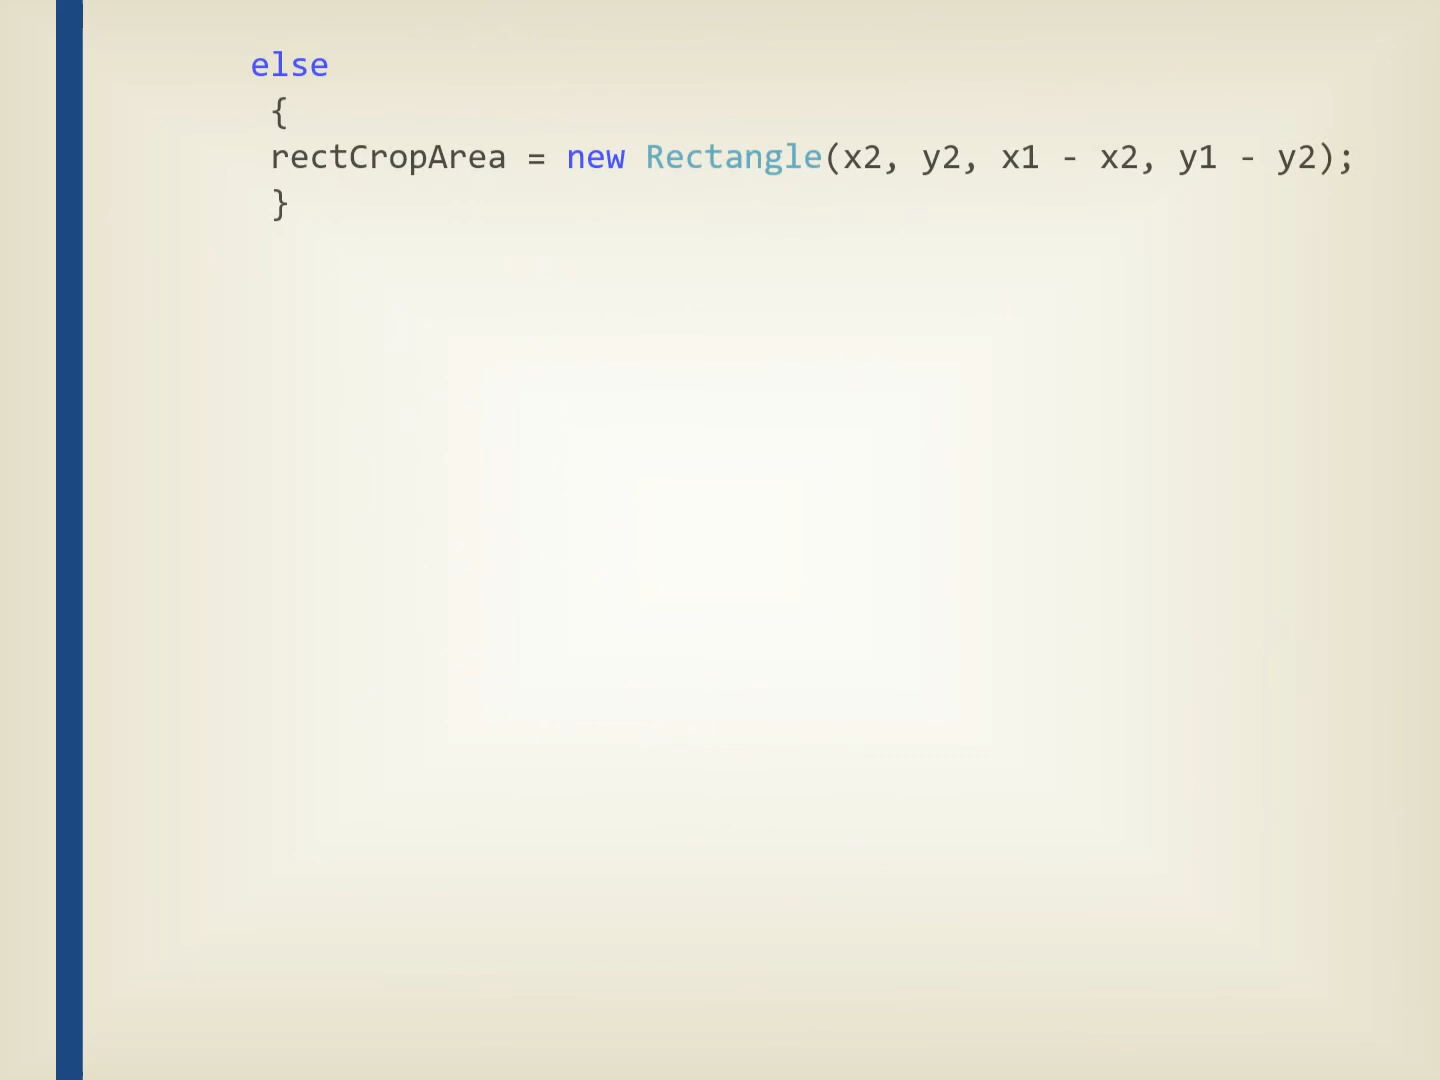 else
{
rectCropArea = new Rectangle(x2, y2, x1 - x2, y1 - y2);
}